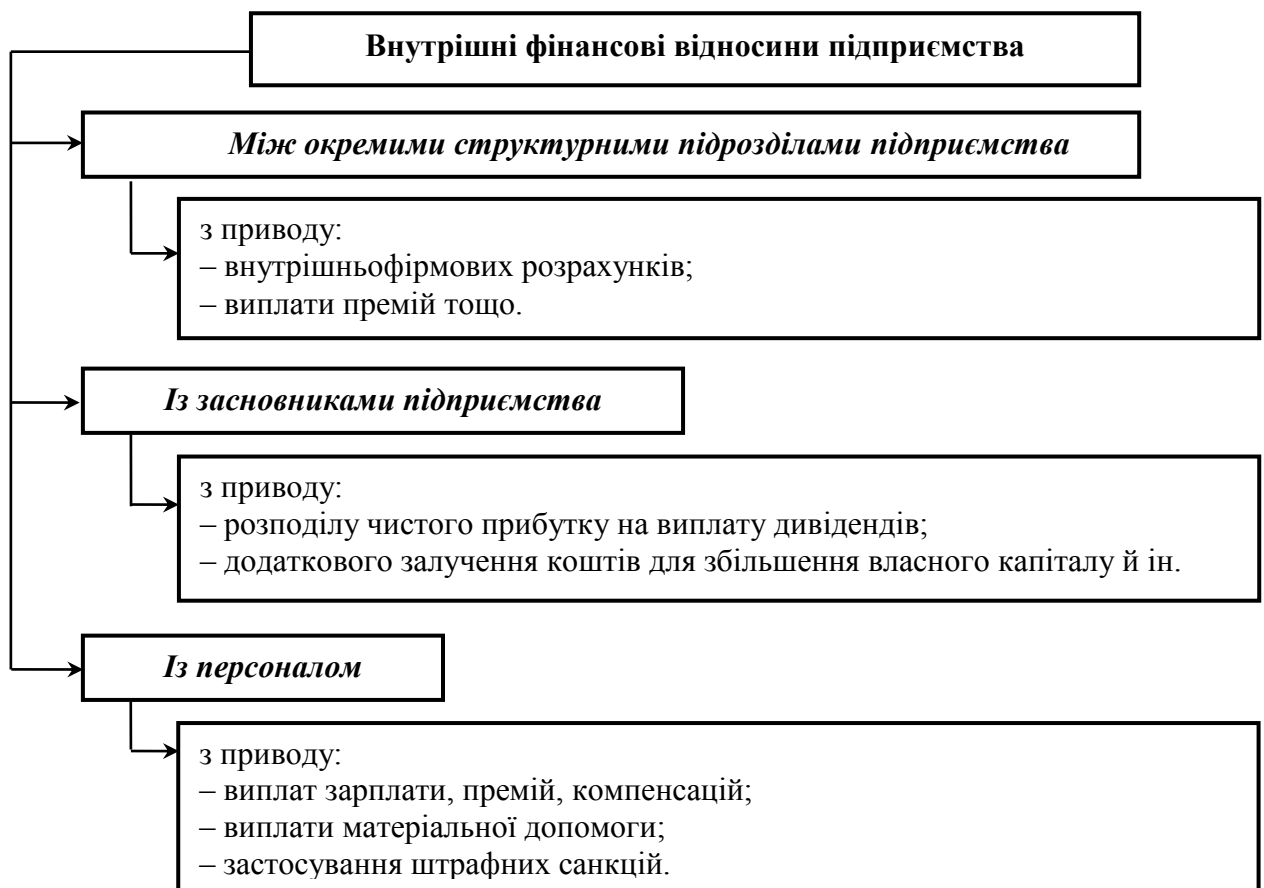 Внутрішні фінансові відносини підприємства
Між окремими структурними підрозділами підприємства
з приводу:
– внутрішньофірмових розрахунків;
– виплати премій тощо.
Із засновниками підприємства
з приводу:
– розподілу чистого прибутку на виплату дивідендів;
– додаткового залучення коштів для збільшення власного капіталу й ін.
Із персоналом
з приводу:
– виплат зарплати, премій, компенсацій;
– виплати матеріальної допомоги;
– застосування штрафних санкцій.